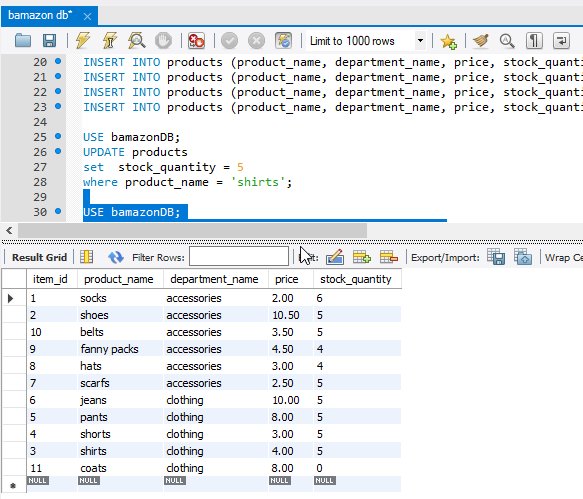 bamazon db*
Limit to 1000 rows
20 INSERT INTO products (product_name, department_name, price, stock_quanti
21 INSERT INTO products (product_name, department_name, price, stock_quanti
22 INSERT INTO products (product_name, department_name, price, stock_quanti
23 INSERT INTO products (product_name, department_name, price, stock_quanti
24
25 USE bamazonDB;
26 UPDATE products
27 set stock_quantity = 5
28 where product_name = 'shirts';
29
30 USE bamazonDB;
Result Grid Filter Rows: Export/Import: Wrap Ce
item_id product_name department_name price stock_quantity
1 socks accessories 2.00 6
2 shoes accessories 10.50 5
10 belts accessories 3.50 5
9 fanny packs accessories 4.50 4
8 hats accessories 3.00 4
7 scarfs accessories 2.50 5
6 jeans clothing 10.00 5
5 pants clothing 8.00 5
4 shorts clothing 3.00 5
3 shirts clothing 4.00 5
11 coats clothing 8.00 0
NULL NULL NULL NULL NULL